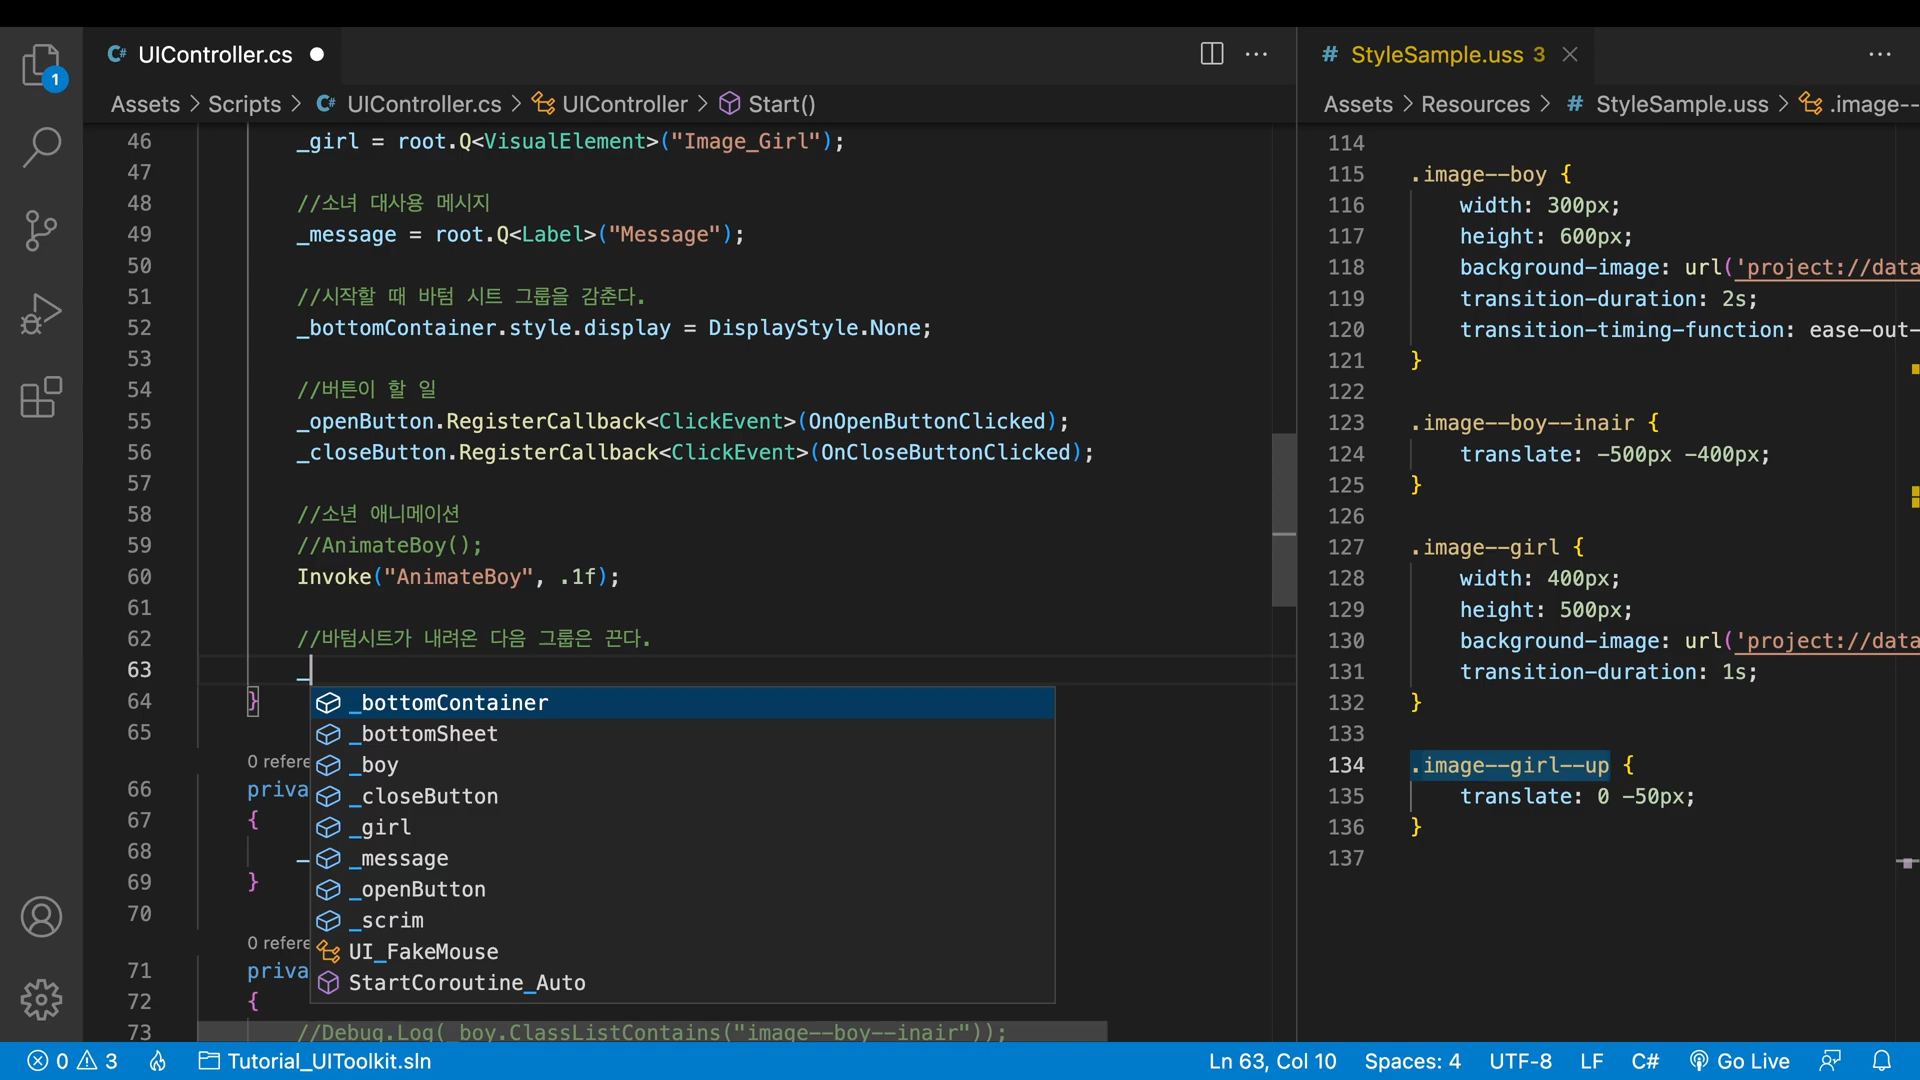 UIController.cs
Assets > Scripts > UIController.cs > UIController > Start()
46 _girl = root.Q<VisualElement>("Image_Girl");
47
48 //소녀 대사용 메시지
49 _message = root.Q<Label>("Message");
50
51 //시작할 때 바텀 시트 그룹을 감춘다.
52 _bottomContainer.style.display = DisplayStyle.None;
53
54 //버튼이 할 일
55 _openButton.RegisterCallback<ClickEvent>(OnOpenButtonClicked);
56 _closeButton.RegisterCallback<ClickEvent>(OnCloseButtonClicked);
57
58 //소년 애니메이션
59 //AnimateBoy();
60 Invoke("AnimateBoy", .1f);
61
62 //바텀시트가 내려온 다음 그룹은 끈다.
63 _
64 }
65
0 refere
66 priva
67 {
68 _
69 }
70
0 refere
71 priva
72 {
73 //Debug.Log(_boy.ClassListContains("image--boy--inair"));
_bottomContainer
_bottomSheet
_boy
_closeButton
_girl
_message
_openButton
_scrim
UI_FakeMouse
StartCoroutine_Auto
# StyleSample.uss 3
Assets > Resources > # StyleSample.uss > .image--
114
115 .image--boy {
116 width: 300px;
117 height: 600px;
118 background-image: url('project://data
119 transition-duration: 2s;
120 transition-timing-function: ease-out-
121 }
122
123 .image--boy--inair {
124 translate: -500px -400px;
125 }
126
127 .image--girl {
128 width: 400px;
129 height: 500px;
130 background-image: url('project://data
131 transition-duration: 1s;
132 }
133
134 .image--girl--up {
135 translate: 0 -50px;
136 }
137
1
0 3 Tutorial_UIToolkit.sln Ln 63, Col 10 Spaces: 4 UTF-8 LF C# Go Live